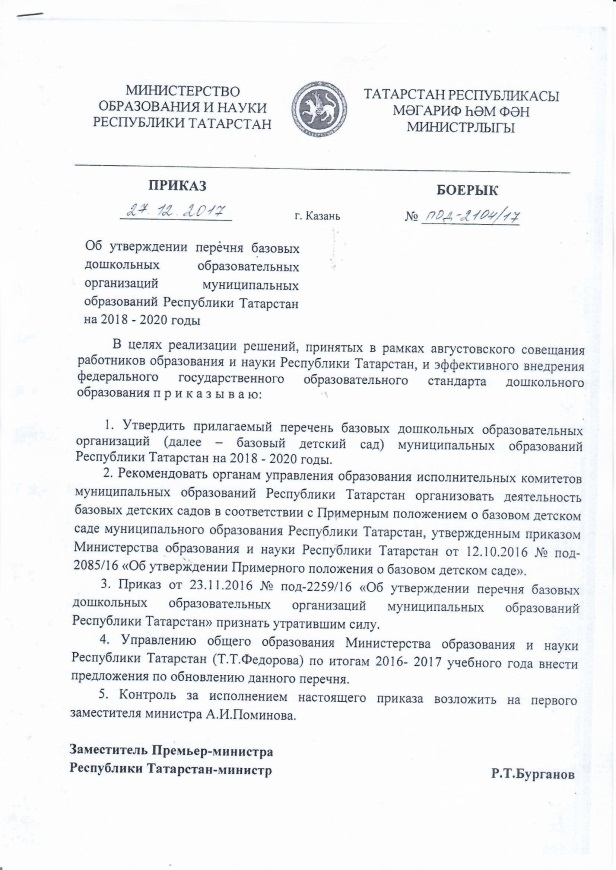 МИНИСТЕРСТВО
ОБРАЗОВАНИЯ И НАУКИ
РЕСПУБЛИКИ ТАТАРСТАН
ТАТАРСТАН РЕСПУБЛИКАСЫ
МӘГАРИФ ҺӘМ ФӘН
МИНИСТРЛЫГЫ
ПРИКАЗ
БОЕРЫК
27.12.2017
г. Казань
№ под-2104/17
Об утверждении перечня базовых
дошкольных образовательных
организаций муниципальных
образований Республики Татарстан
на 2018 - 2020 годы
В целях реализации решений, принятых в рамках августовского совещания
работников образования и науки Республики Татарстан, и эффективного внедрения
федерального государственного образовательного стандарта дошкольного
образования п р и к а з ы в а ю:
1. Утвердить прилагаемый перечень базовых дошкольных образовательных
организаций (далее – базовый детский сад) муниципальных образований
Республики Татарстан на 2018 - 2020 годы.
2. Рекомендовать органам управления образования исполнительных комитетов
муниципальных образований Республики Татарстан организовать деятельность
базовых детских садов в соответствии с Примерным положением о базовом детском
саде муниципального образования Республики Татарстан, утвержденным приказом
Министерства образования и науки Республики Татарстан от 12.10.2016 № под-
2085/16 «Об утверждении Примерного положения о базовом детском саде».
3. Приказ от 23.11.2016 № под-2259/16 «Об утверждении перечня базовых
дошкольных образовательных организаций муниципальных образований
Республики Татарстан» признать утратившим силу.
4. Управлению общего образования Министерства образования и науки
Республики Татарстан (Т.Т.Федорова) по итогам 2016- 2017 учебного года внести
предложения по обновлению данного перечня.
5. Контроль за исполнением настоящего приказа возложить на первого
заместителя министра А.И.Поминова.
Заместитель Премьер-министра
Республики Татарстан-министр
Р.Т.Бурганов